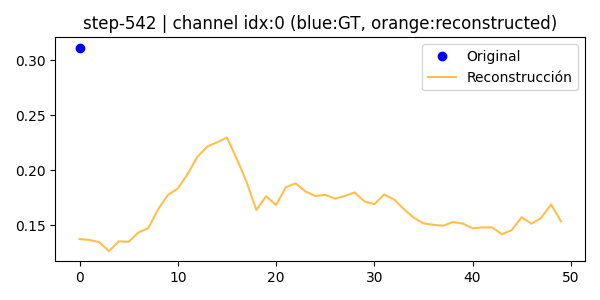 step-542 | channel idx:0 (blue:GT, orange:reconstructed)
Original
Reconstrucción
0.30
0.25
0.20
0.15
0 10 20 30 40 50